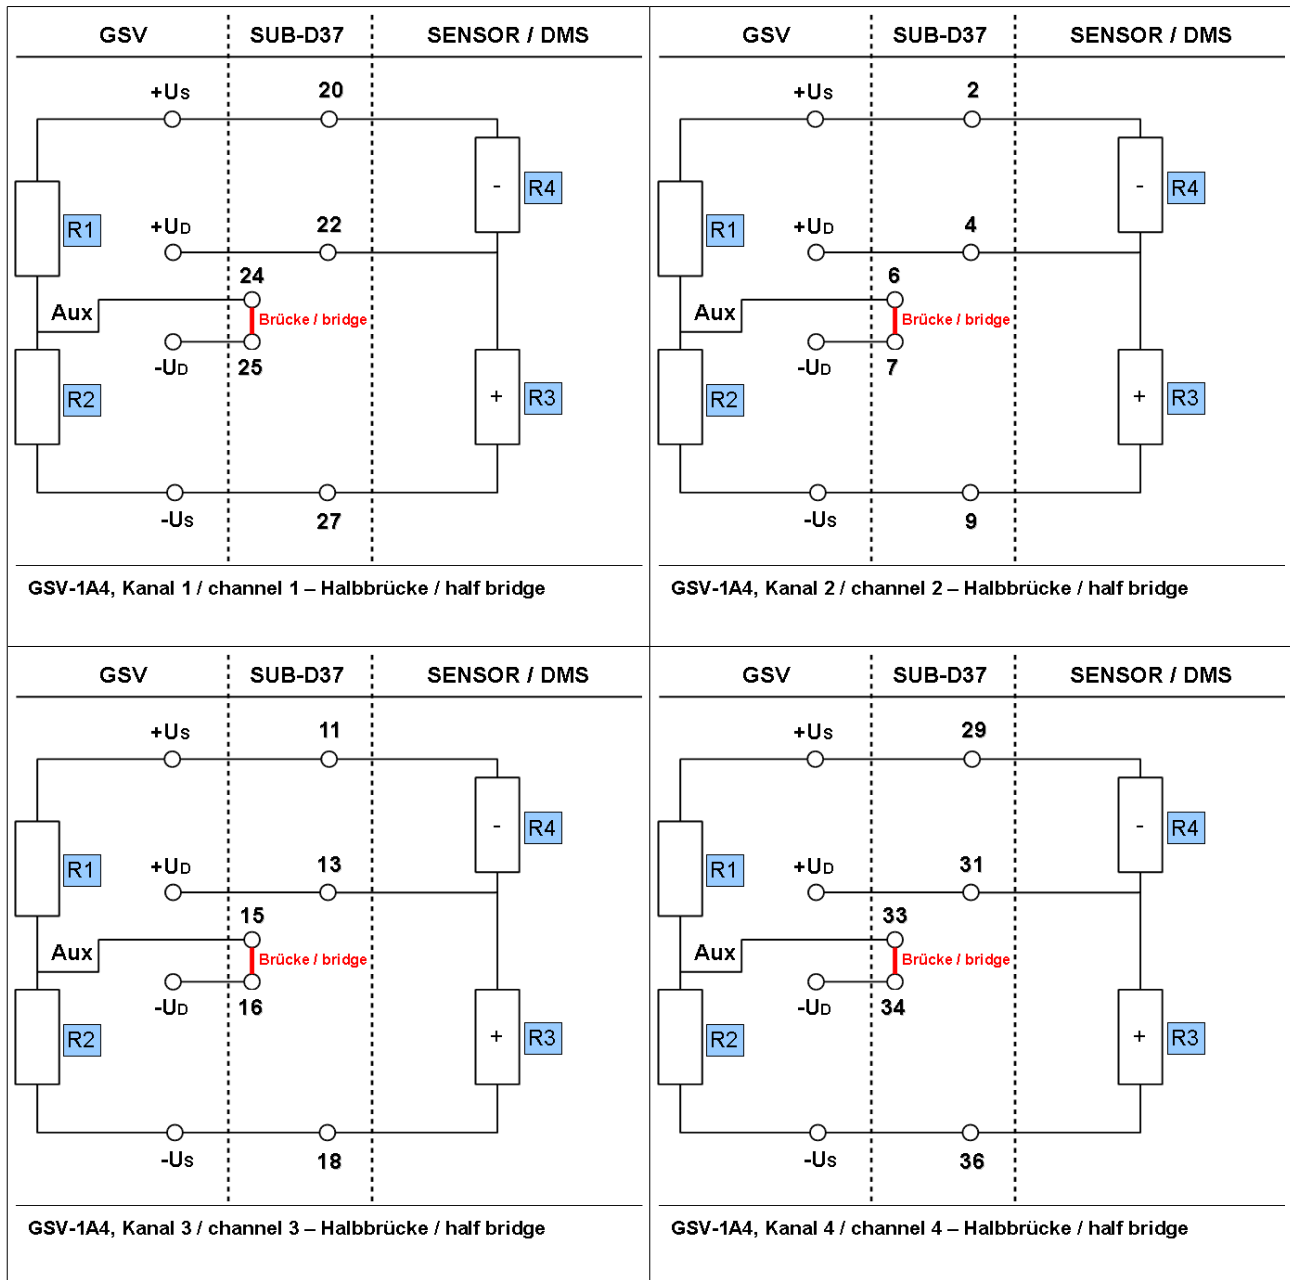 GSV SUB-D37 SENSOR / DMS
+US 20
- R4
R1 +UD 22
24
Aux Brücke / bridge
-UD 25
R2 + R3
-US 27
GSV-1A4, Kanal 1 / channel 1 – Halbbrücke / half bridge
GSV SUB-D37 SENSOR / DMS
+US 2
- R4
R1 +UD 4
6
Aux Brücke / bridge
-UD 7
R2 + R3
-US 9
GSV-1A4, Kanal 2 / channel 2 – Halbbrücke / half bridge
GSV SUB-D37 SENSOR / DMS
+US 11
- R4
R1 +UD 13
15
Aux Brücke / bridge
-UD 16
R2 + R3
-US 18
GSV-1A4, Kanal 3 / channel 3 – Halbbrücke / half bridge
GSV SUB-D37 SENSOR / DMS
+US 29
- R4
R1 +UD 31
33
Aux Brücke / bridge
-UD 34
R2 + R3
-US 36
GSV-1A4, Kanal 4 / channel 4 – Halbbrücke / half bridge